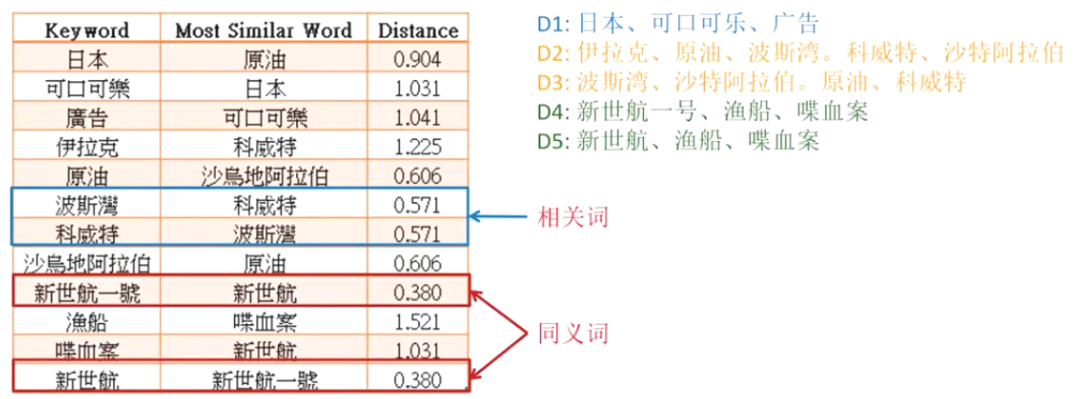 Keyword Most Similar Word Distance
日本 原油 0.904
可口可樂 日本 1.031
廣告 可口可樂 1.041
伊拉克 科威特 1.225
原油 沙烏地阿拉伯 0.606
波斯灣 科威特 0.571
科威特 波斯灣 0.571
沙烏地阿拉伯 原油 0.606
新世航一號 新世航 0.380
漁船 喋血案 1.521
喋血案 新世航 1.031
新世航 新世航一號 0.380
D1: 日本、可口可乐、广告
D2: 伊拉克、原油、波斯湾。科威特、沙特阿拉伯
D3: 波斯湾、沙特阿拉伯。原油、科威特
D4: 新世航一号、渔船、喋血案
D5: 新世航、渔船、喋血案
相关词
同义词